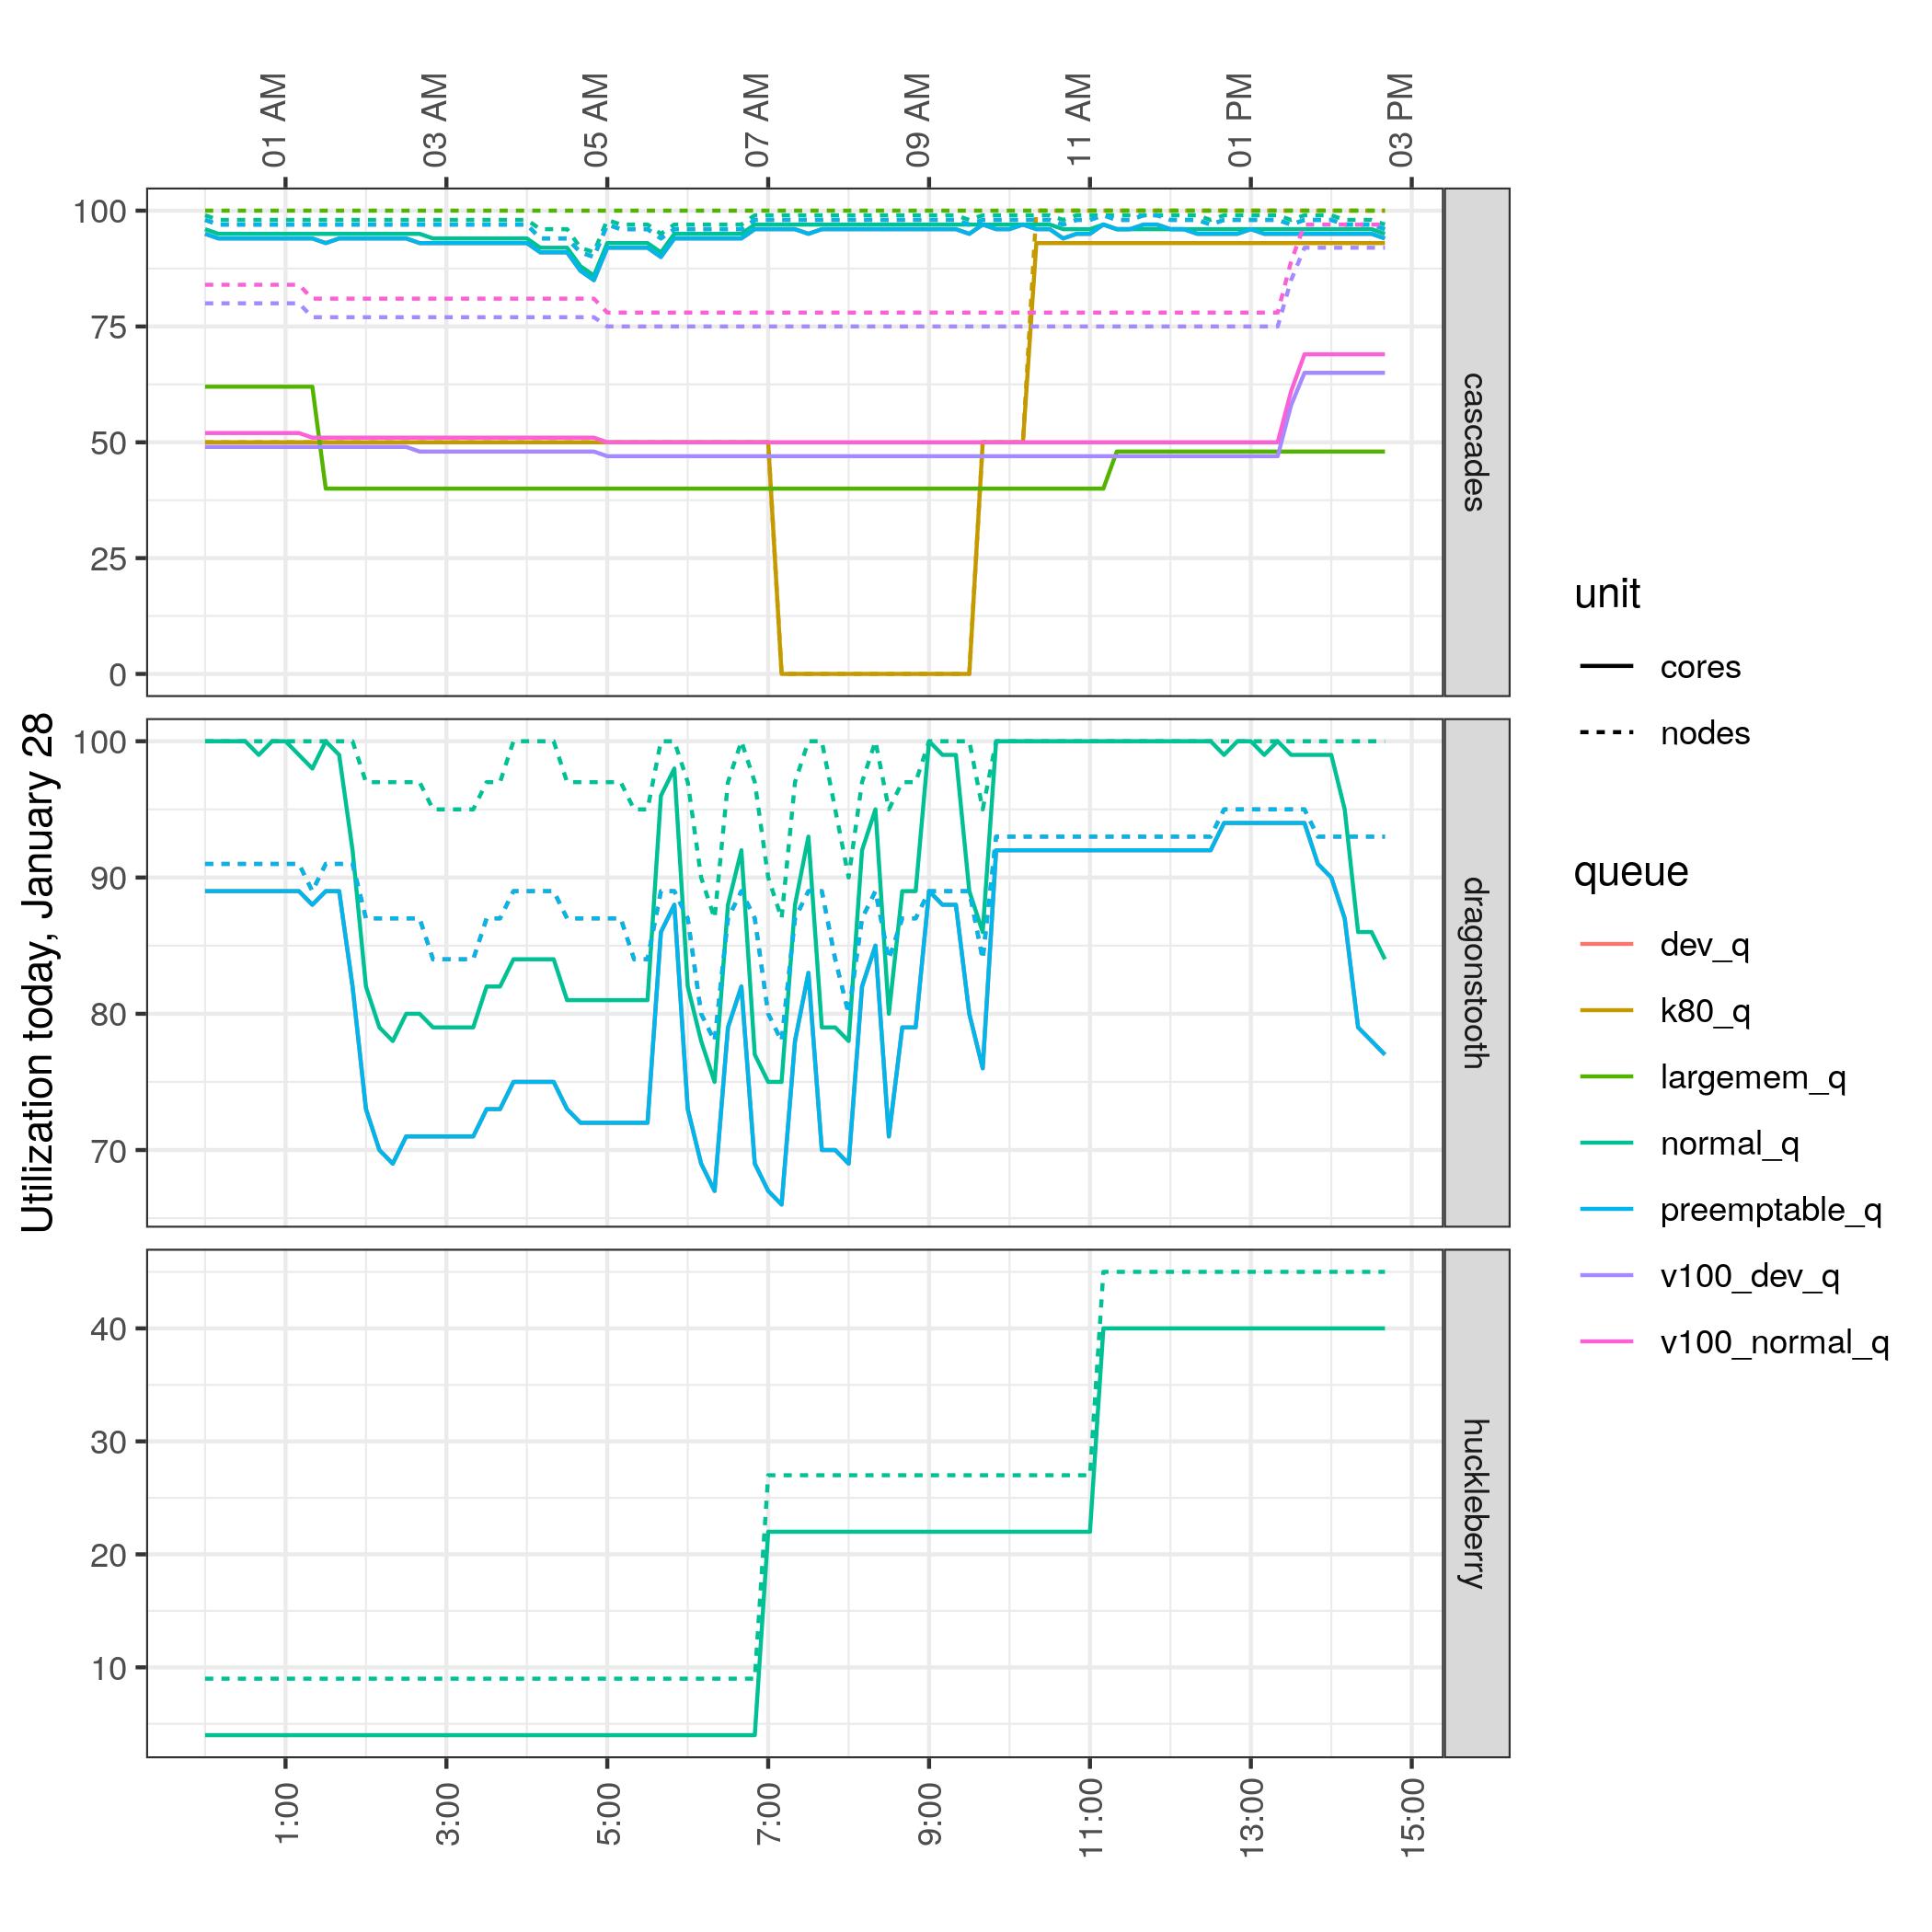 01 AM
03 AM
05 AM
07 AM
09 AM
11 AM
01 PM
03 PM
Utilization today, January 28
100
75
50
25
0
cascades
100
90
80
70
dragonstooth
40
30
20
10
huckleberry
1:00
3:00
5:00
7:00
9:00
11:00
13:00
15:00
unit
cores
nodes
queue
dev_q
k80_q
largemem_q
normal_q
preemptable_q
v100_dev_q
v100_normal_q